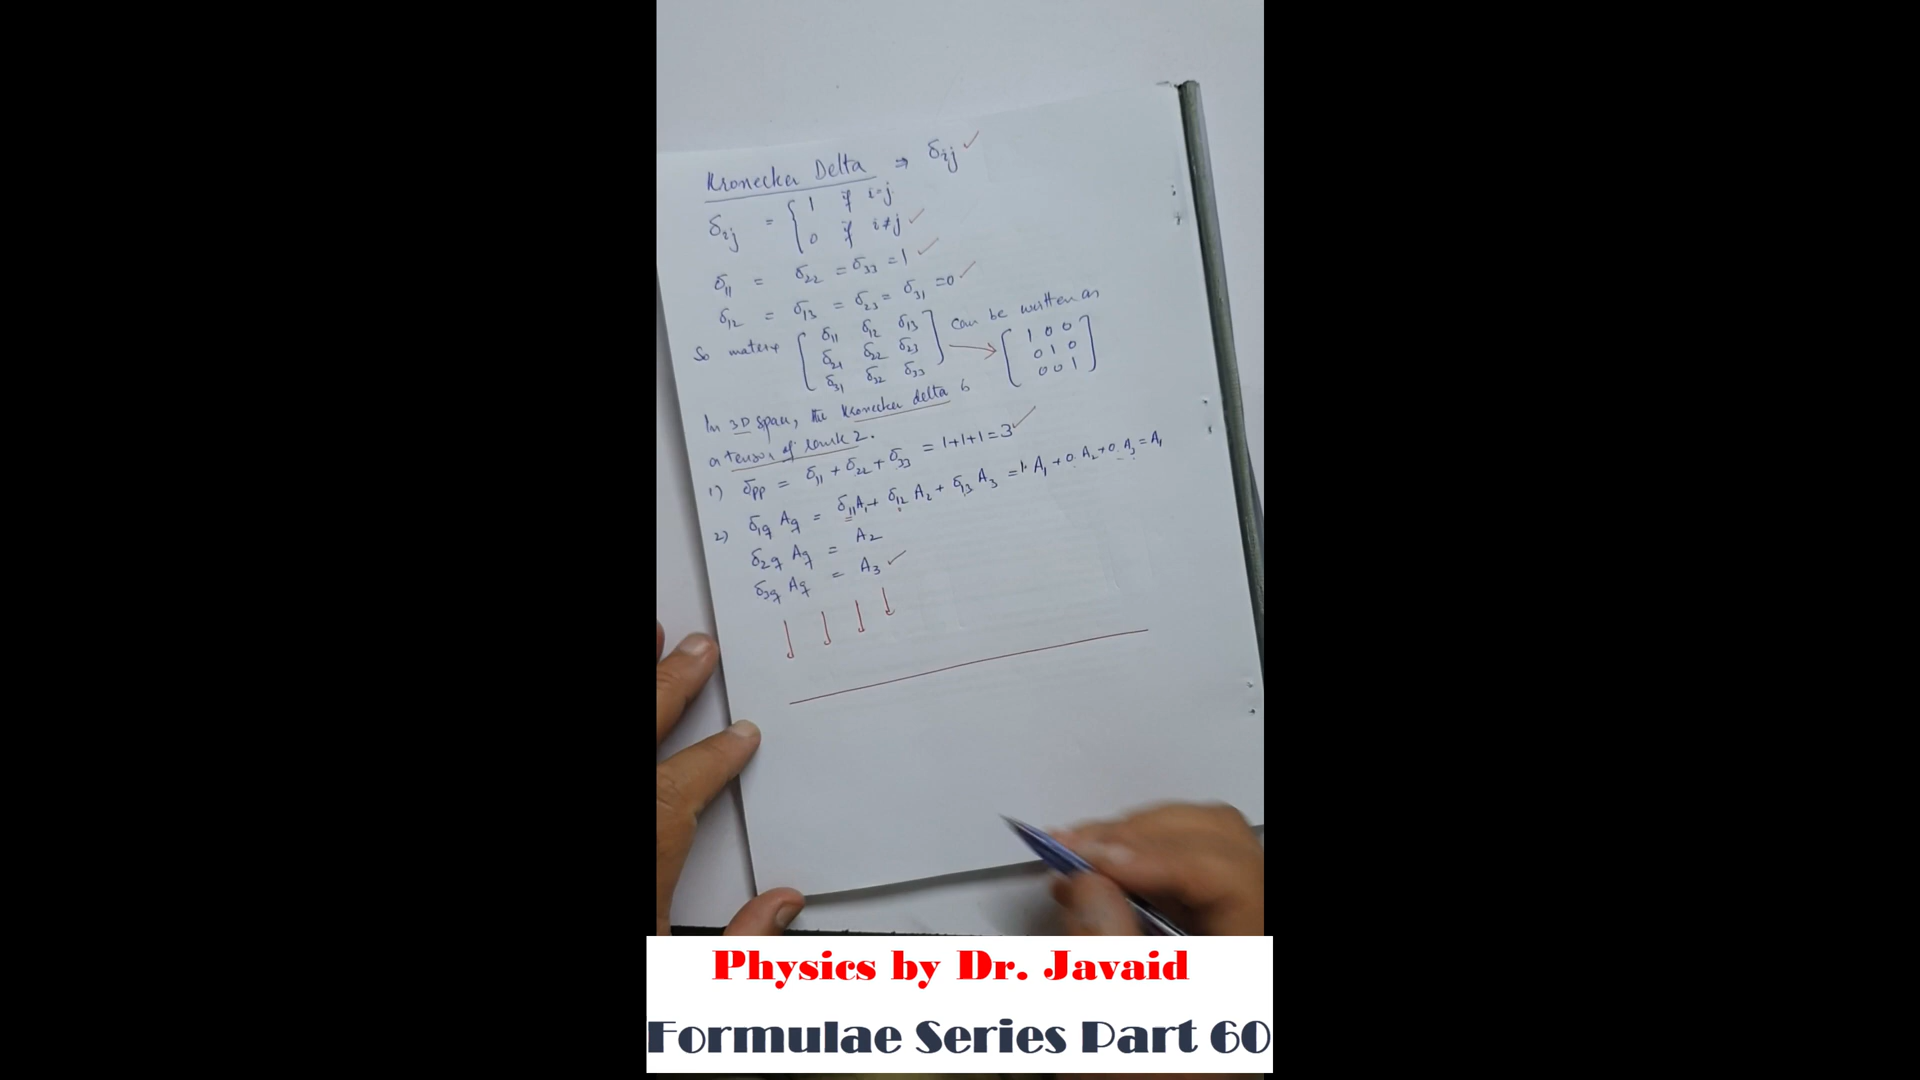 Kronecker Delta ⇒ δij ✓
δij = { 1 if i=j
0 if i≠j ✓
δ11 = δ22 = δ33 = 1 ✓
δ12 = δ13 = δ23 = δ31 = 0 ✓
So matrix [ δ11 δ12 δ13 ] can be written as [ 1 0 0 ]
[ δ21 δ22 δ23 ] → [ 0 1 0 ]
[ δ31 δ32 δ33 ] [ 0 0 1 ]
In 3D space, the Kronecker delta is
a tensor of rank 2.
1) δpp = δ11 + δ22 + δ33 = 1+1+1 = 3 ✓
2) δ1q Aq = δ11A1 + δ12 A2 + δ13 A3 = 1. A1 + 0. A2 + 0. A3 = A1
δ2q Aq = A2
δ3q Aq = A3 ✓
Physics by Dr. Javaid
Formulae Series Part 60